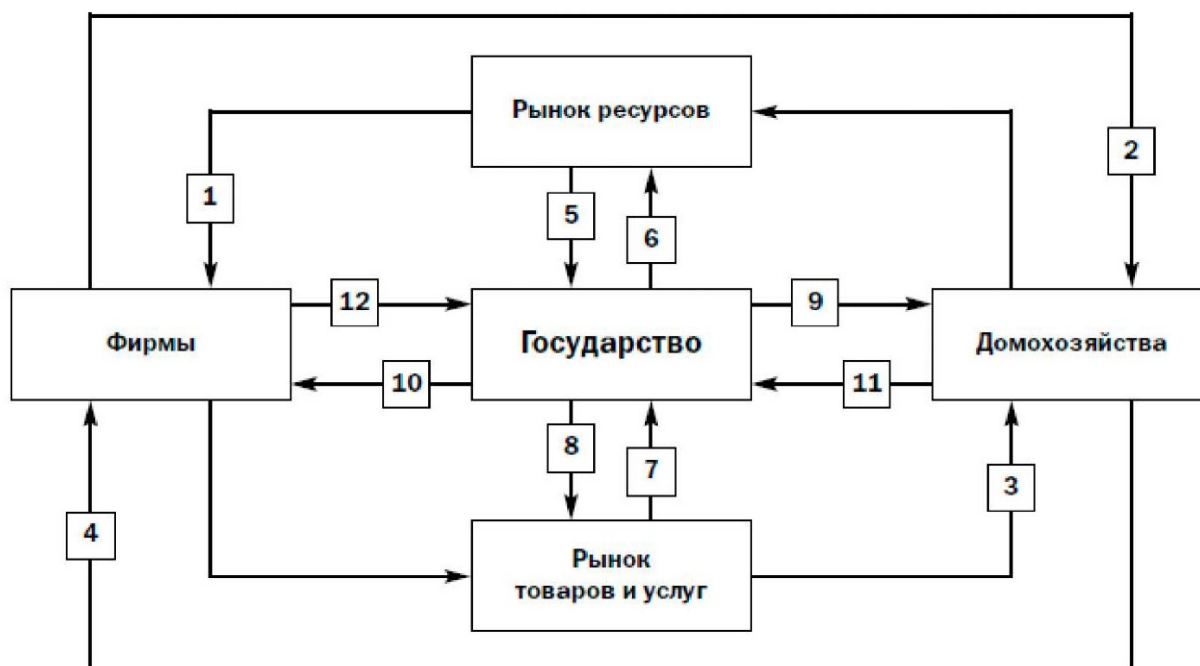 Рынок ресурсов
2
1
5
6
12
9
Фирмы
Государство
Домохозяйства
10
11
8
7
3
4
Рынок
товаров и услуг